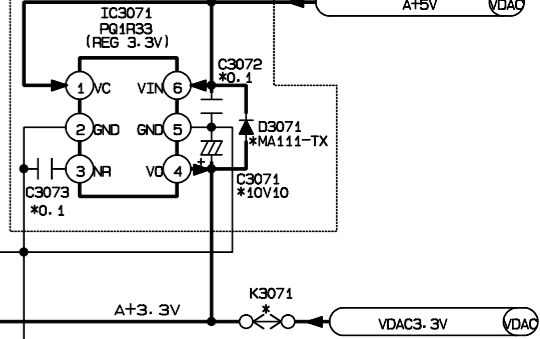 A+5V
VDAC
IC3071
PQ1R33
(REG 3.3V)
C3072
*0.1
1 VC
VIN 6
2 GND
GND 5
D3071
*MA111-TX
3 NR
VO 4
+
C3071
*10V10
C3073
*0.1
K3071
*
A+3.3V
VDAC3.3V
VDAC